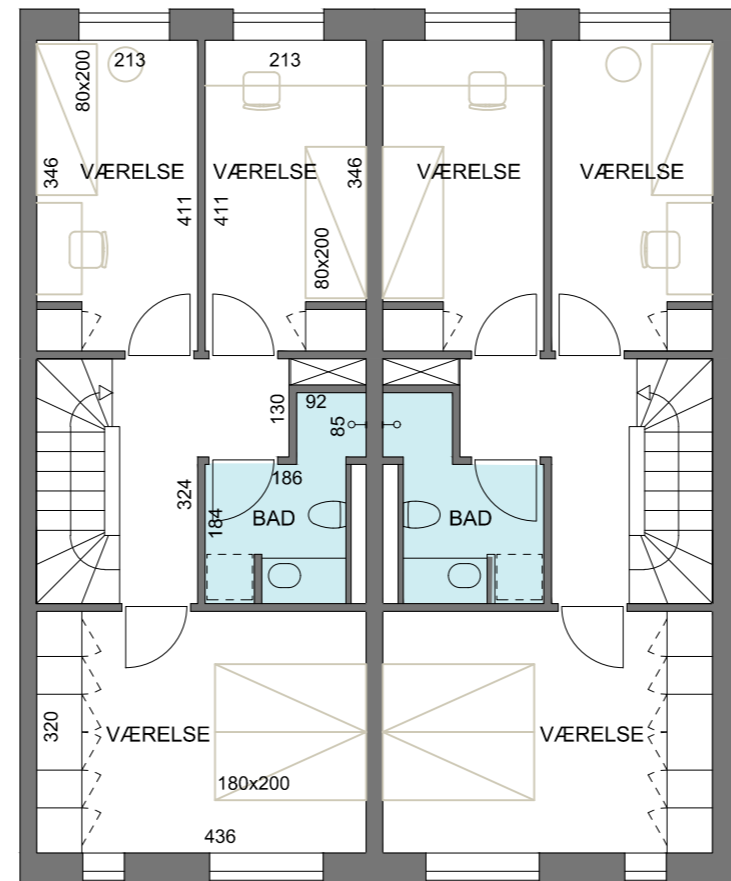 213
213
80x200
346
VÆRELSE
VÆRELSE
346
VÆRELSE
VÆRELSE
411
411
80x200
130
92
85
324
186
184
BAD
BAD
320
VÆRELSE
VÆRELSE
180x200
436